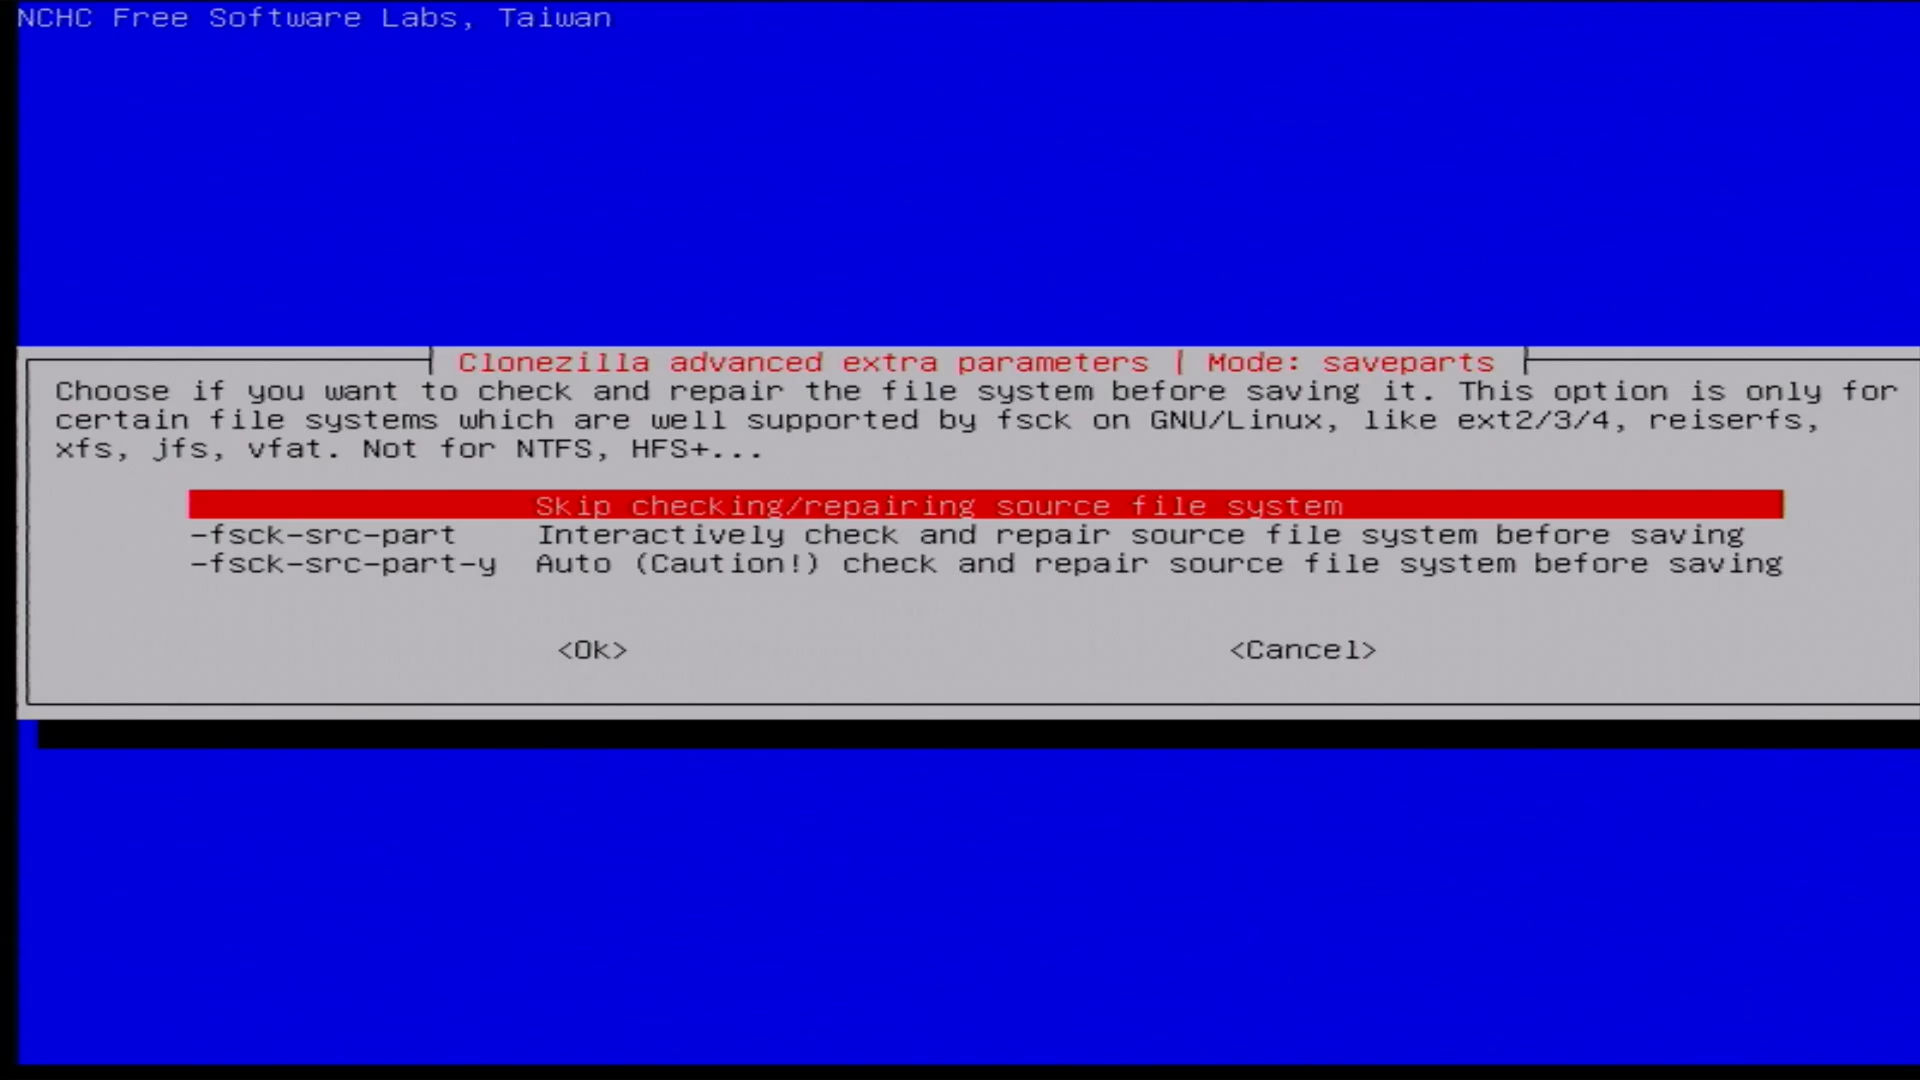 NCHC Free Software Labs, Taiwan
Clonezilla advanced extra parameters | Mode: saveparts
Choose if you want to check and repair the file system before saving it. This option is only for
certain file systems which are well supported by fsck on GNU/Linux, like ext2/3/4, reiserfs,
xfs, jfs, vfat. Not for NTFS, HFS+...
Skip checking/repairing source file system
-fsck-src-part Interactively check and repair source file system before saving
-fsck-src-part-y Auto (Caution!) check and repair source file system before saving
<Ok> <Cancel>